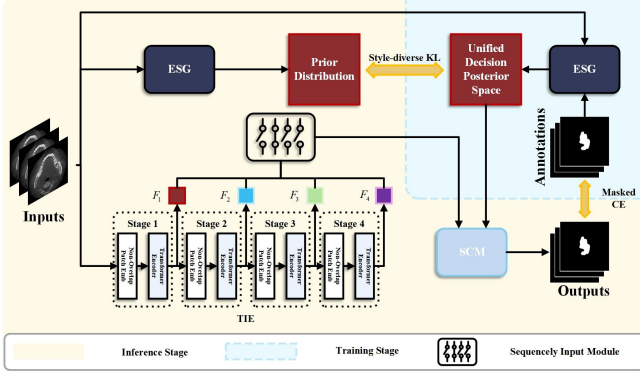 ESG
Prior
Distribution
Style-diverse KL
Unified
Decision
Posterior
Space
ESG
Annotations
Inputs
F1
F2
F3
F4
Masked
CE
Stage 1
Stage 2
Stage 3
Stage 4
Non-Overlap
Patch Emb
Transformer
Encoder
Non-Overlap
Patch Emb
Transformer
Encoder
Non-Overlap
Patch Emb
Transformer
Encoder
Non-Overlap
Patch Emb
Transformer
Encoder
SCM
Outputs
TIE
Inference Stage
Training Stage
Sequencely Input Module